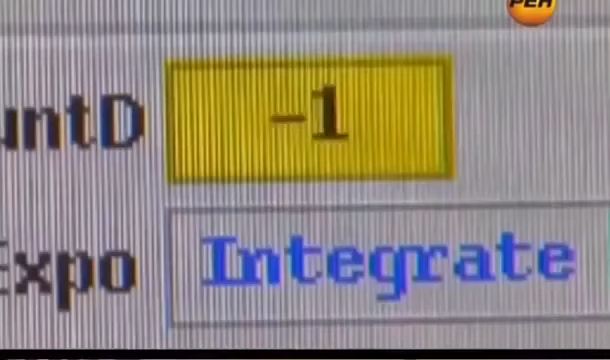 РЕН
untD -1
Expo Integrate